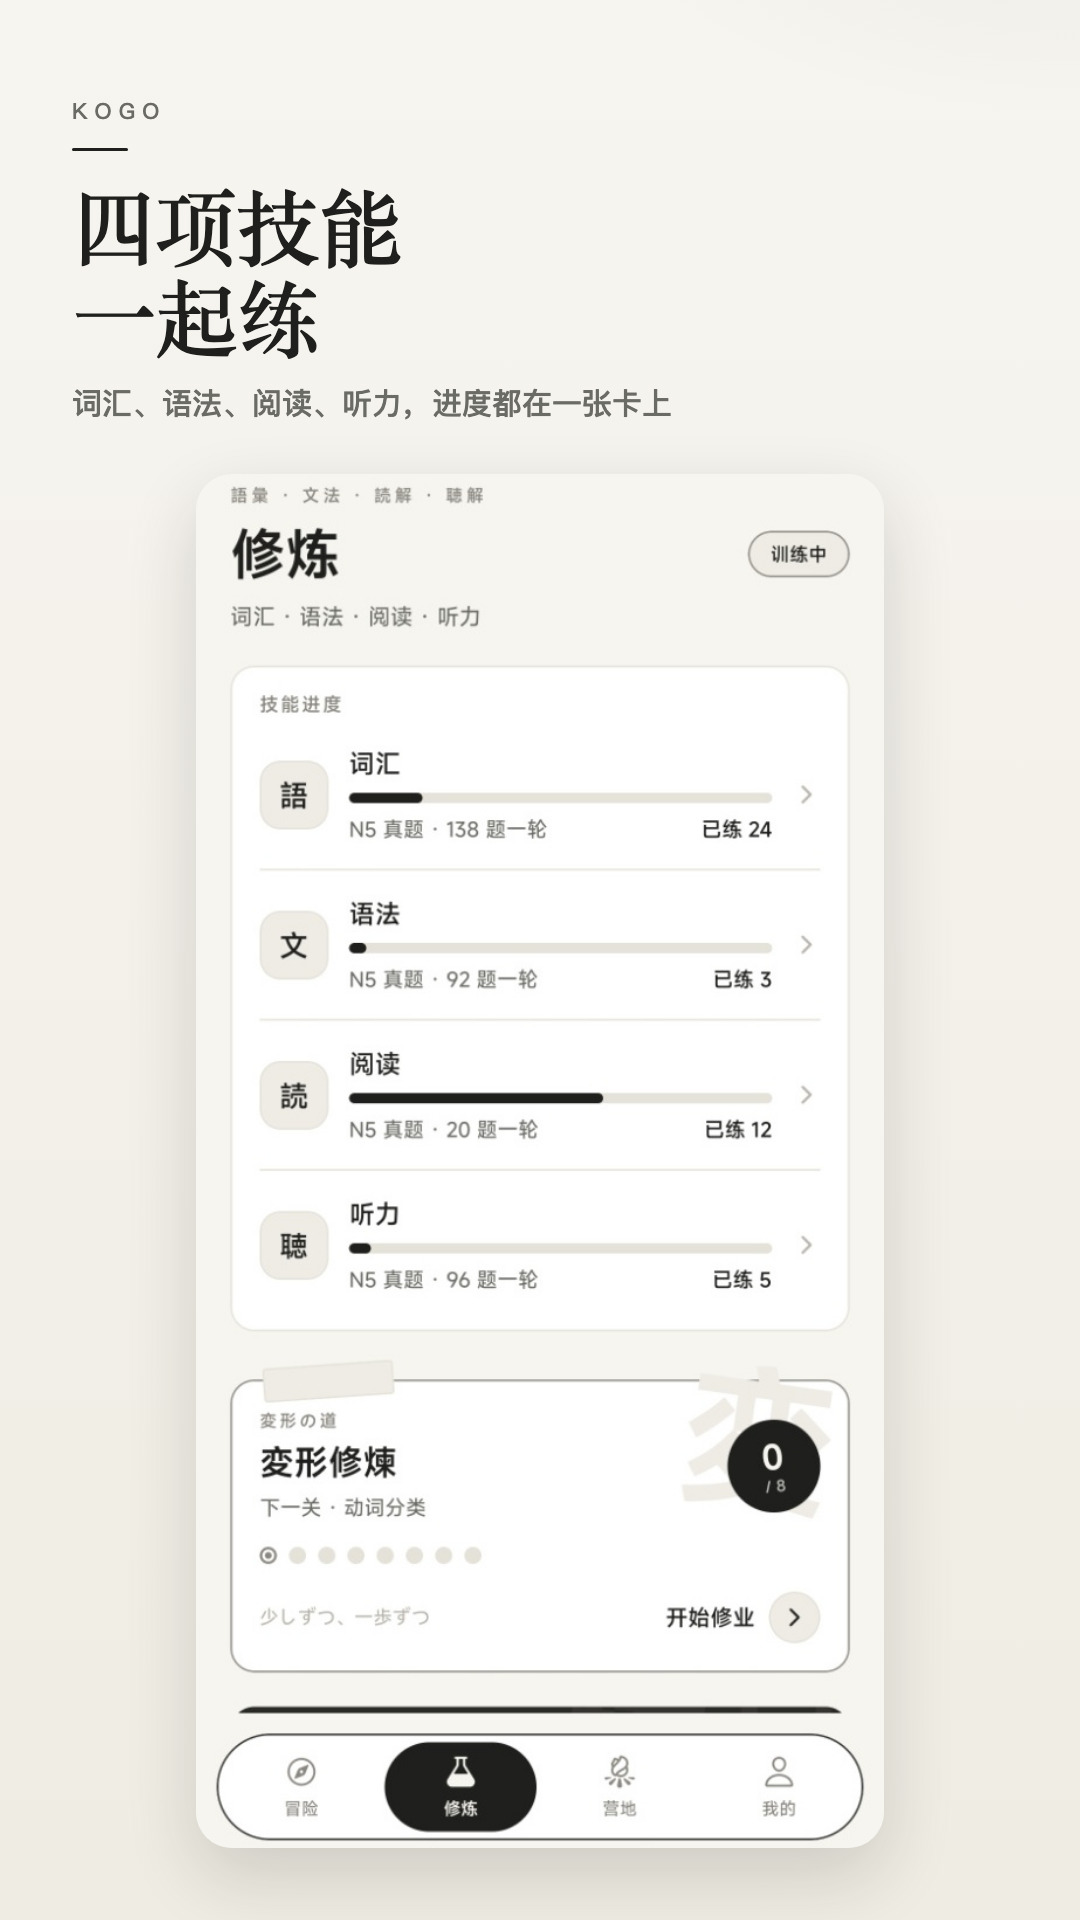 KOGO
四项技能
一起练
词汇、语法、阅读、听力，进度都在一张卡上
語彙 · 文法 · 読解 · 聴解
修炼
训练中
词汇 · 语法 · 阅读 · 听力
技能进度
語
词汇
N5 真题 · 138 题一轮
已练 24
文
语法
N5 真题 · 92 题一轮
已练 3
読
阅读
N5 真题 · 20 题一轮
已练 12
聴
听力
N5 真题 · 96 题一轮
已练 5
変形の道
变
変形修煉
0
/ 8
下一关 · 动词分类
少しずつ、一歩ずつ
开始修业
冒险
修炼
营地
我的